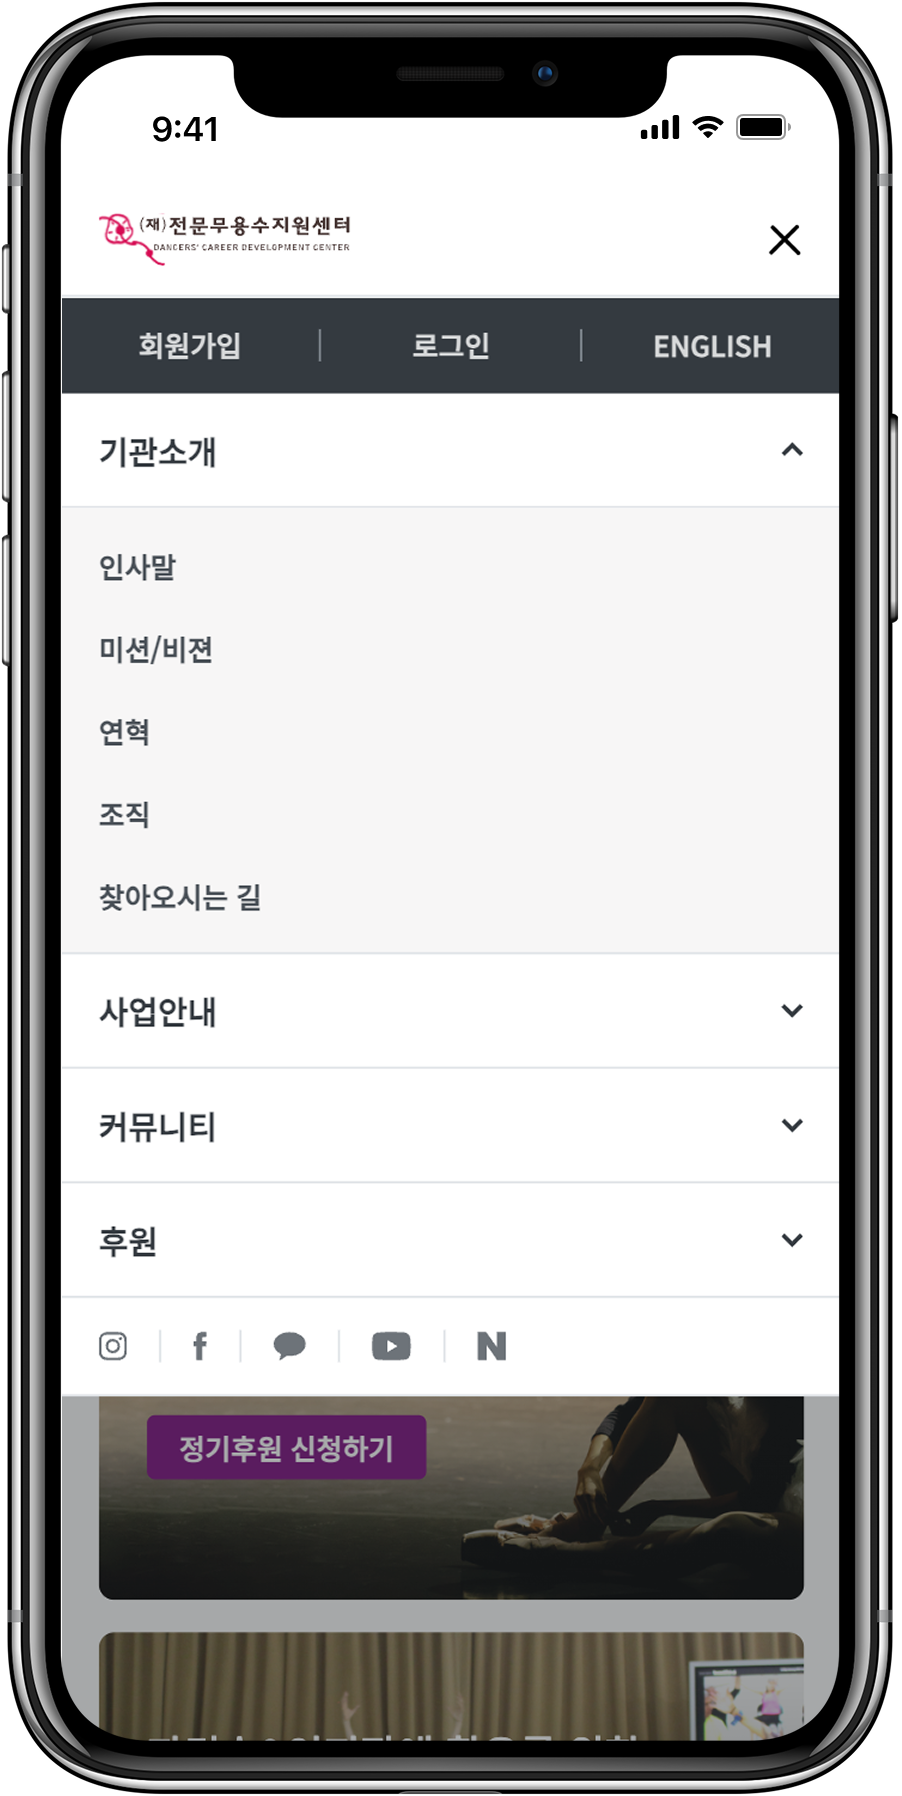 9:41
(재)전문무용수지원센터
DANCERS' CAREER DEVELOPMENT CENTER
회원가입 로그인 ENGLISH
기관소개
인사말
미션/비젼
연혁
조직
찾아오시는 길
사업안내
커뮤니티
후원
N
정기후원 신청하기